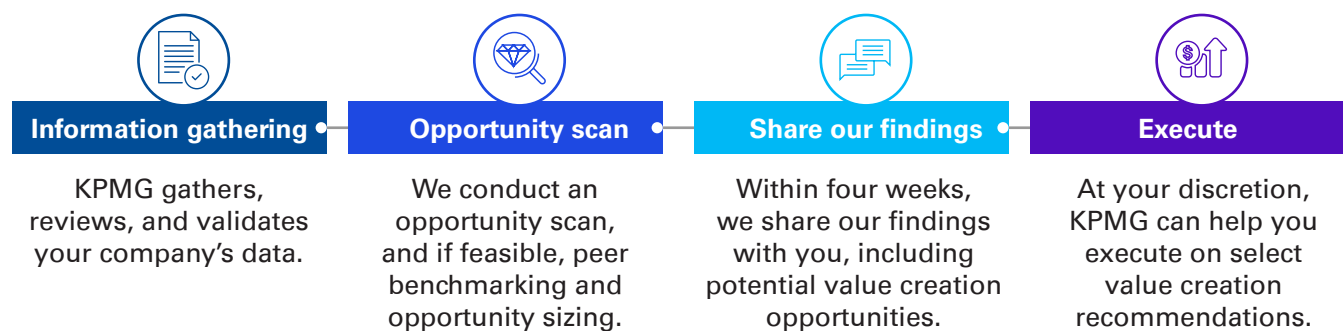 Information gathering
KPMG gathers,
reviews, and validates
your company’s data.
Opportunity scan
We conduct an
opportunity scan,
and if feasible, peer
benchmarking and
opportunity sizing.
Share our findings
Within four weeks,
we share our findings
with you, including
potential value creation
opportunities.
$
Execute
At your discretion,
KPMG can help you
execute on select
value creation
recommendations.